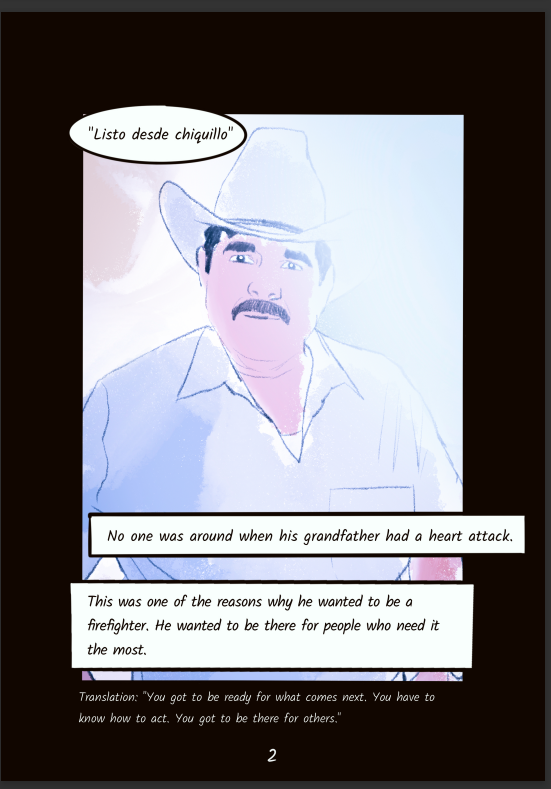 "Listo desde chiquillo"
No one was around when his grandfather had a heart attack.
This was one of the reasons why he wanted to be a
firefighter. He wanted to be there for people who need it
the most.
Translation: "You got to be ready for what comes next. You have to
know how to act. You got to be there for others."
2